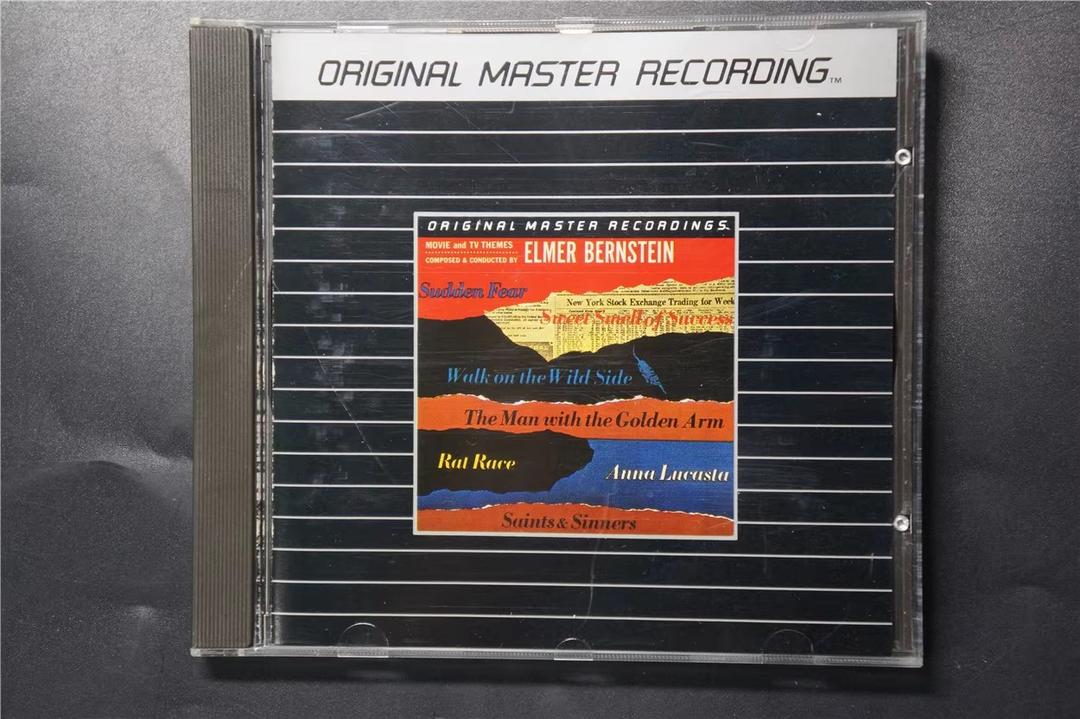 ORIGINAL MASTER RECORDING™
ORIGINAL MASTER RECORDINGS
MOVIE and TV THEMES
COMPOSED & CONDUCTED BY ELMER BERNSTEIN
Sudden Fear
New York Stock Exchange Trading for Week
Sweet Smell of Success
Walk on the Wild Side
The Man with the Golden Arm
Rat Race
Anna Lucasta
Saints & Sinners